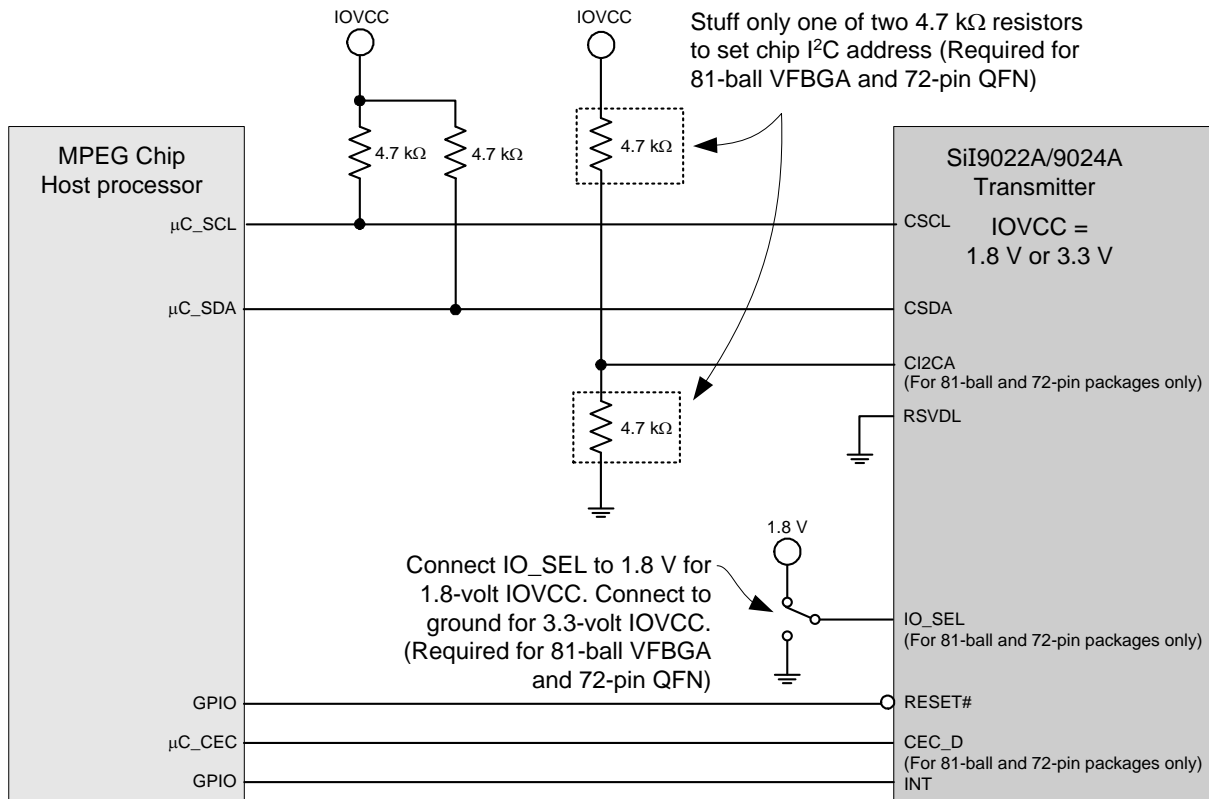 IOVCC
IOVCC
Stuff only one of two 4.7 kΩ resistors
to set chip I²C address (Required for
81-ball VFBGA and 72-pin QFN)
MPEG Chip
Host processor
4.7 kΩ
4.7 kΩ
4.7 kΩ
SiI9022A/9024A
Transmitter
IOVCC =
1.8 V or 3.3 V
μC_SCL
CSCL
μC_SDA
CSDA
CI2CA
(For 81-ball and 72-pin packages only)
4.7 kΩ
RSVDL
1.8 V
Connect IO_SEL to 1.8 V for
1.8-volt IOVCC. Connect to
ground for 3.3-volt IOVCC.
(Required for 81-ball VFBGA
and 72-pin QFN)
IO_SEL
(For 81-ball and 72-pin packages only)
GPIO
RESET#
μC_CEC
CEC_D
(For 81-ball and 72-pin packages only)
GPIO
INT